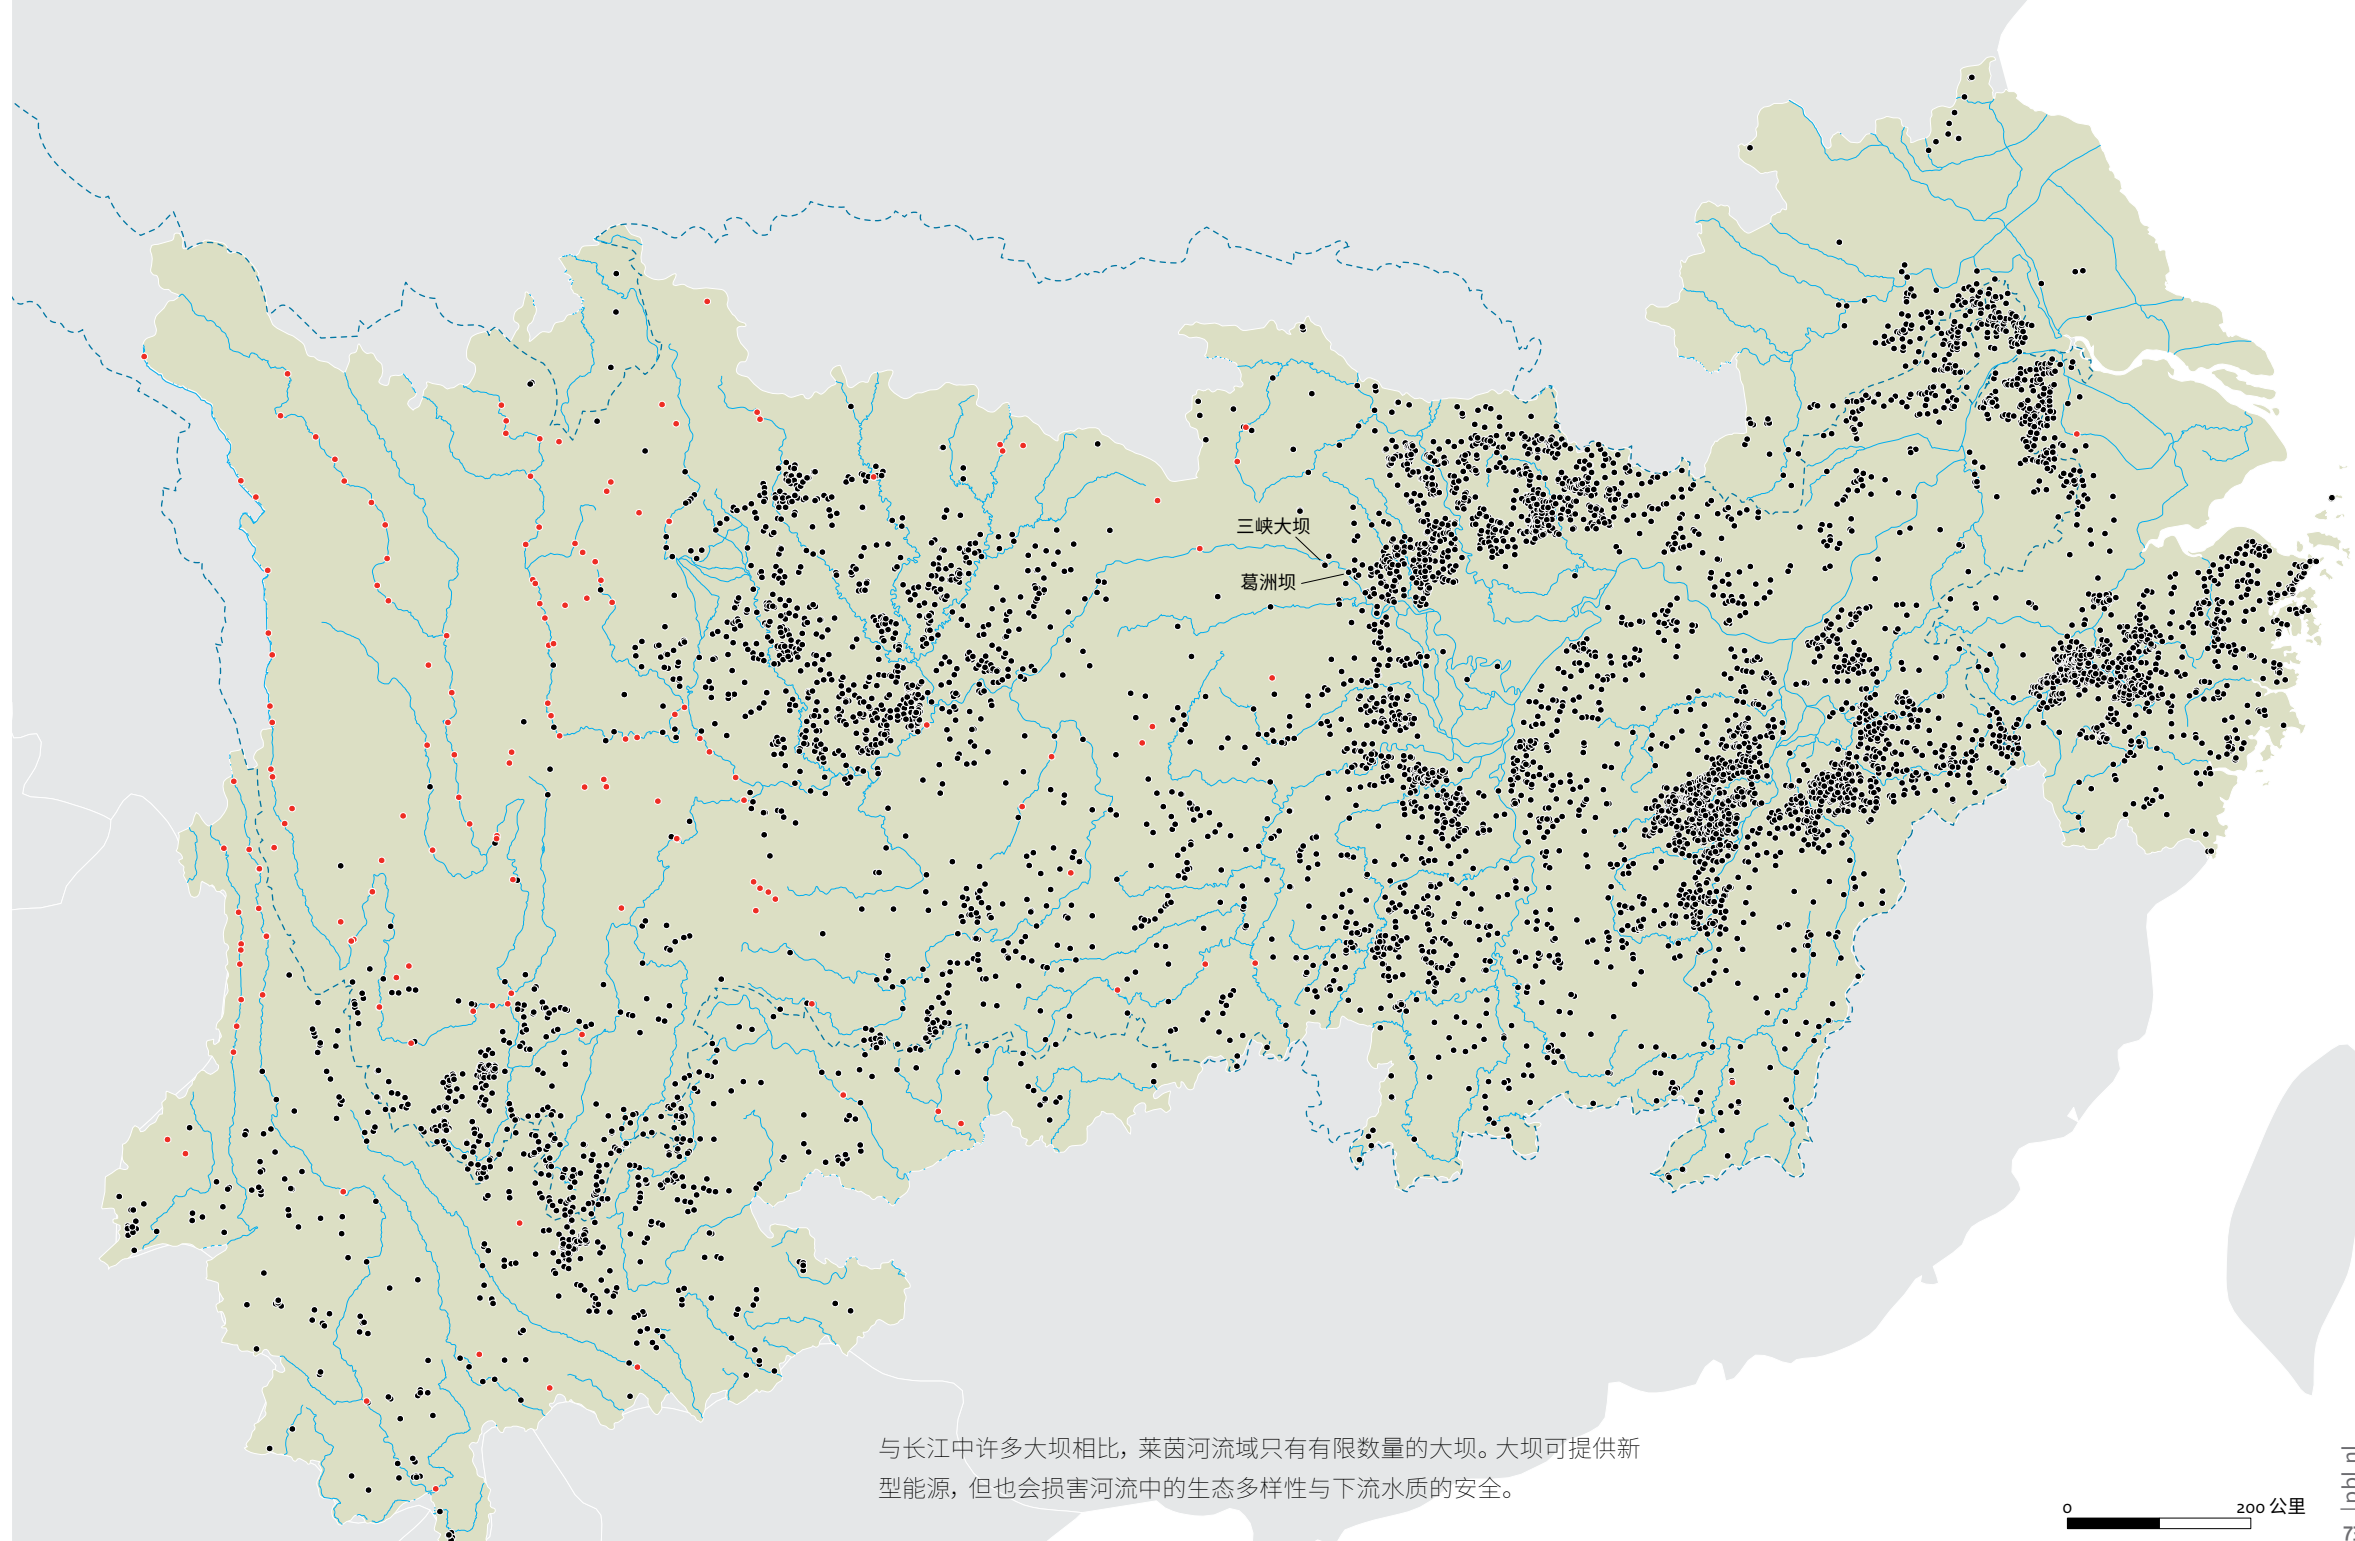 三峡大坝
葛洲坝
与长江中许多大坝相比，莱茵河流域只有有限数量的大坝。大坝可提供新
型能源，但也会损害河流中的生态多样性与下流水质的安全。
0 200 公里
| pbl.nl